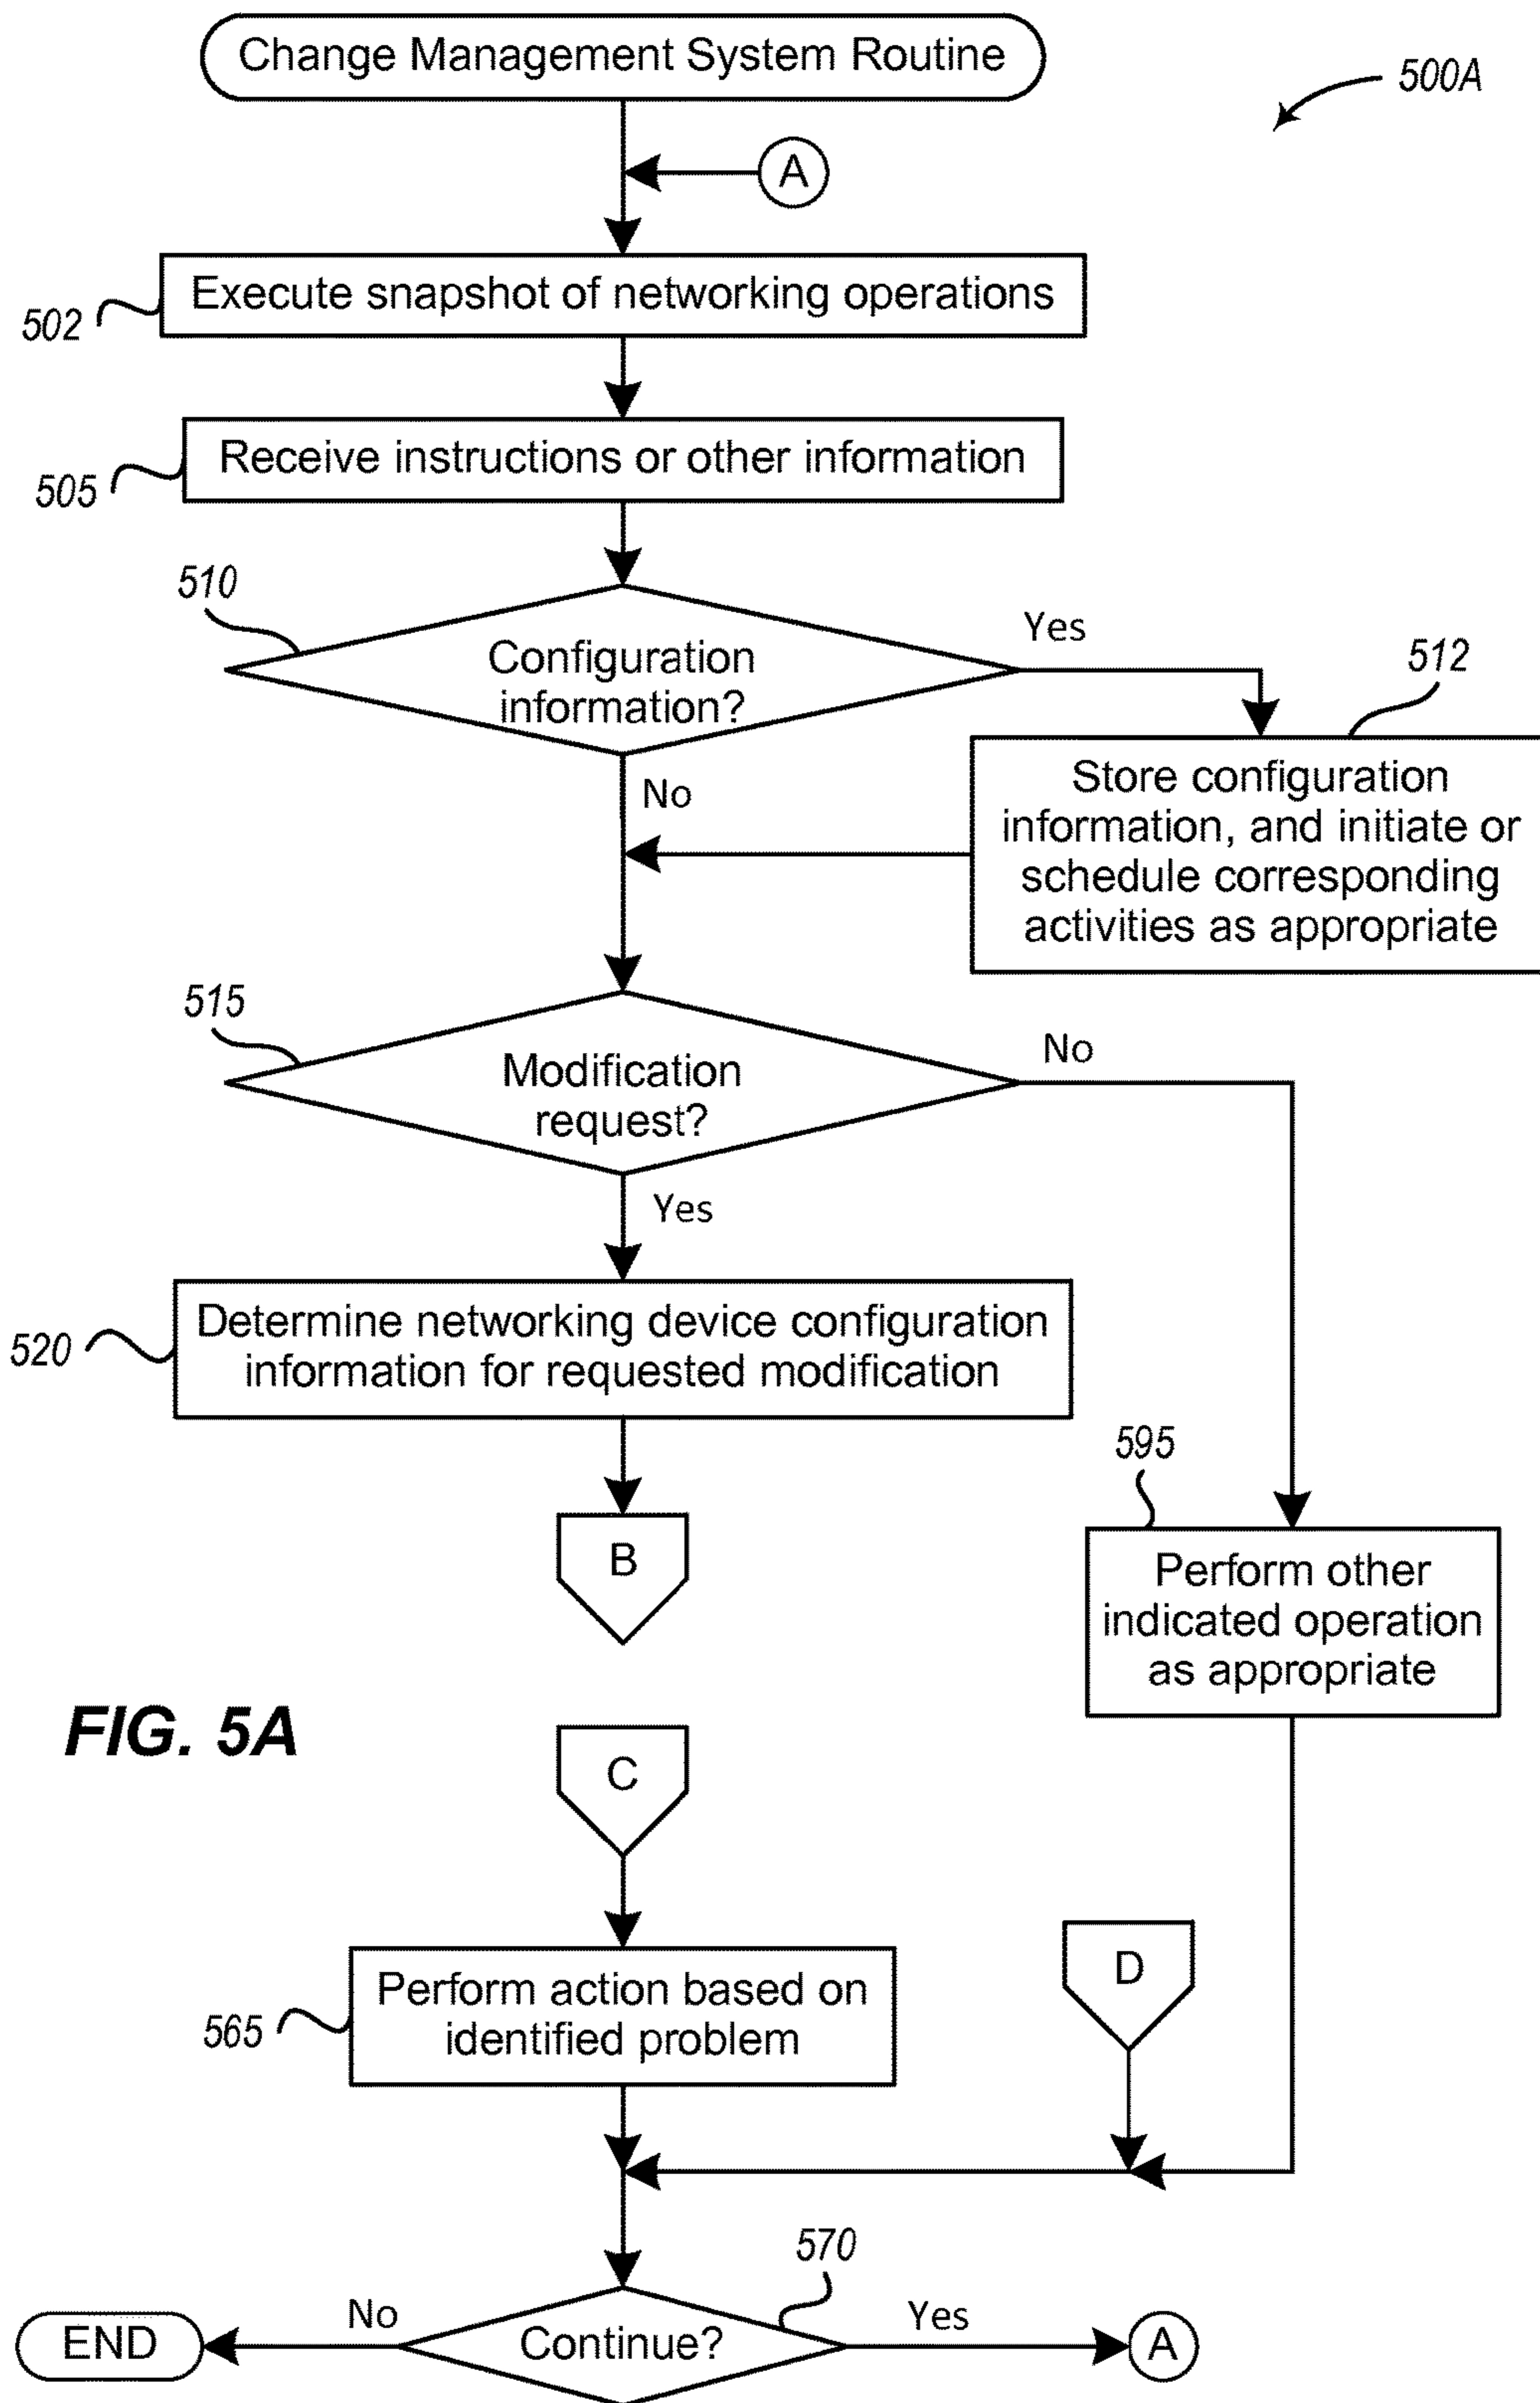 Change Management System Routine
500A
A
Execute snapshot of networking operations
502
Receive instructions or other information
505
510
Configuration
information?
Yes
512
No
Store configuration
information, and initiate or
schedule corresponding
activities as appropriate
515
Modification
request?
No
Yes
Determine networking device configuration
information for requested modification
520
B
595
Perform other
indicated operation
as appropriate
FIG. 5A
C
D
Perform action based on
identified problem
565
570
No
Continue?
Yes
END
A